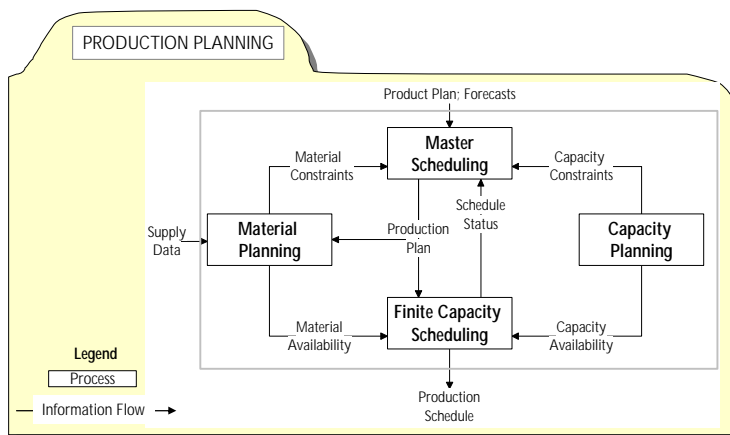 PRODUCTION PLANNING
Product Plan; Forecasts
Master
Scheduling
Material
Constraints
Capacity
Constraints
Schedule
Status
Supply
Data
Material
Planning
Production
Plan
Capacity
Planning
Finite Capacity
Scheduling
Material
Availability
Capacity
Availability
Legend
Process
Information Flow
Production
Schedule